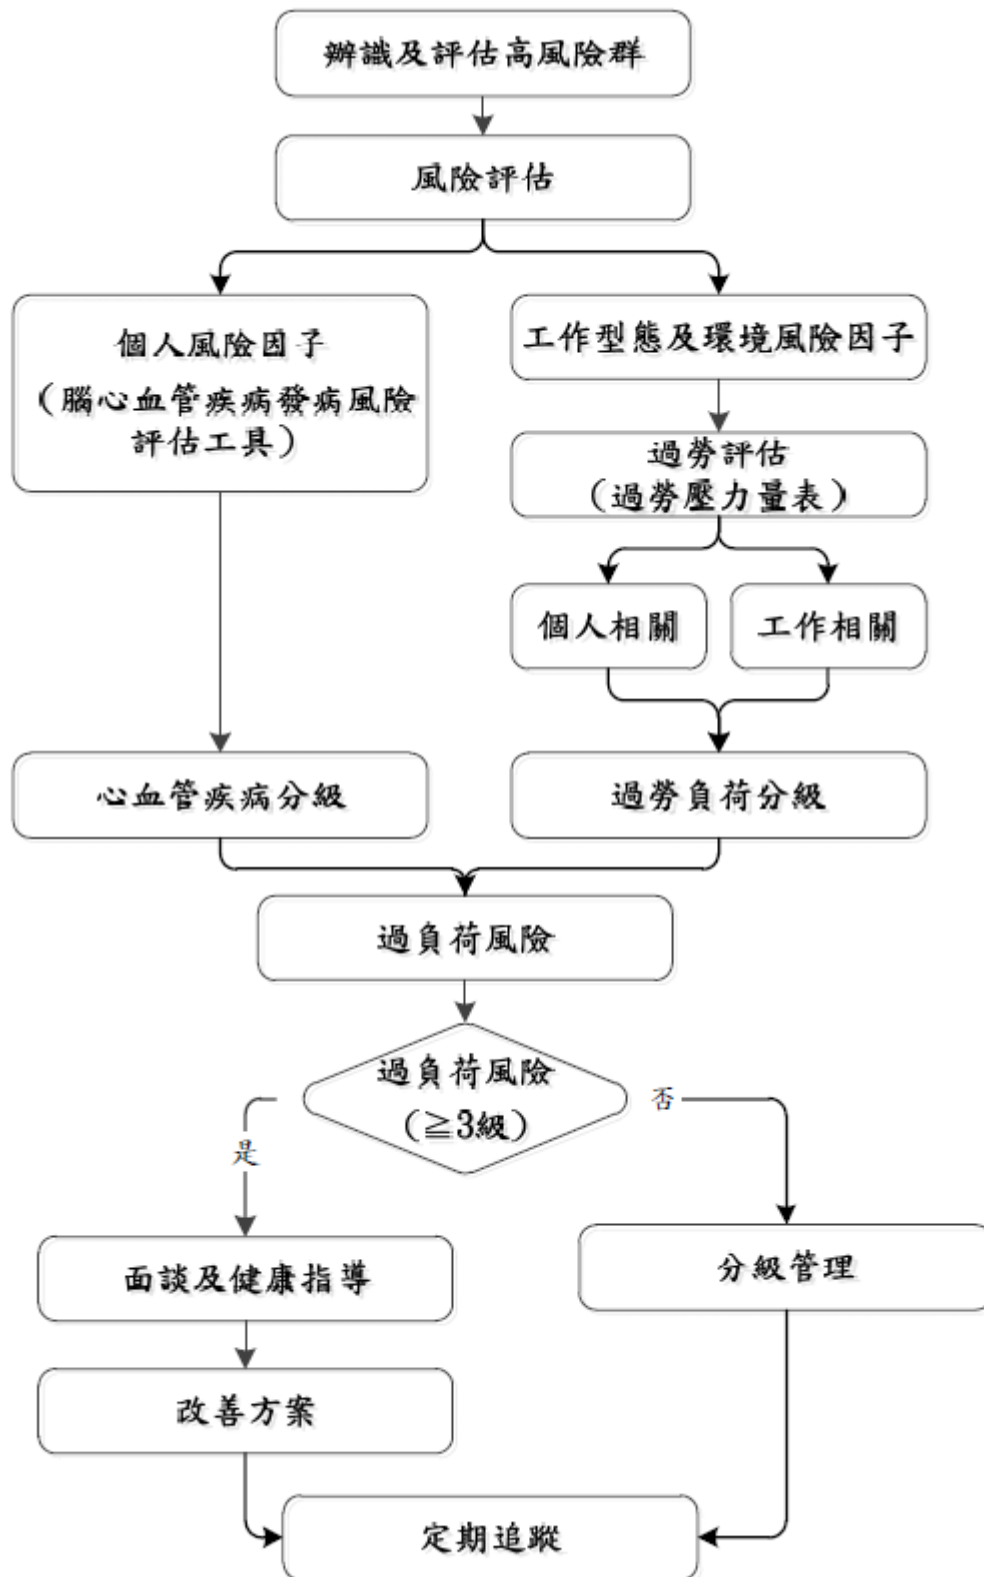 辨識及評估高風險群
風險評估
個人風險因子
（腦心血管疾病發病風險
評估工具）
工作型態及環境風險因子
過勞評估
（過勞壓力量表）
個人相關
工作相關
心血管疾病分級
過勞負荷分級
過負荷風險
過負荷風險
（≧3級）
是
否
面談及健康指導
分級管理
改善方案
定期追蹤